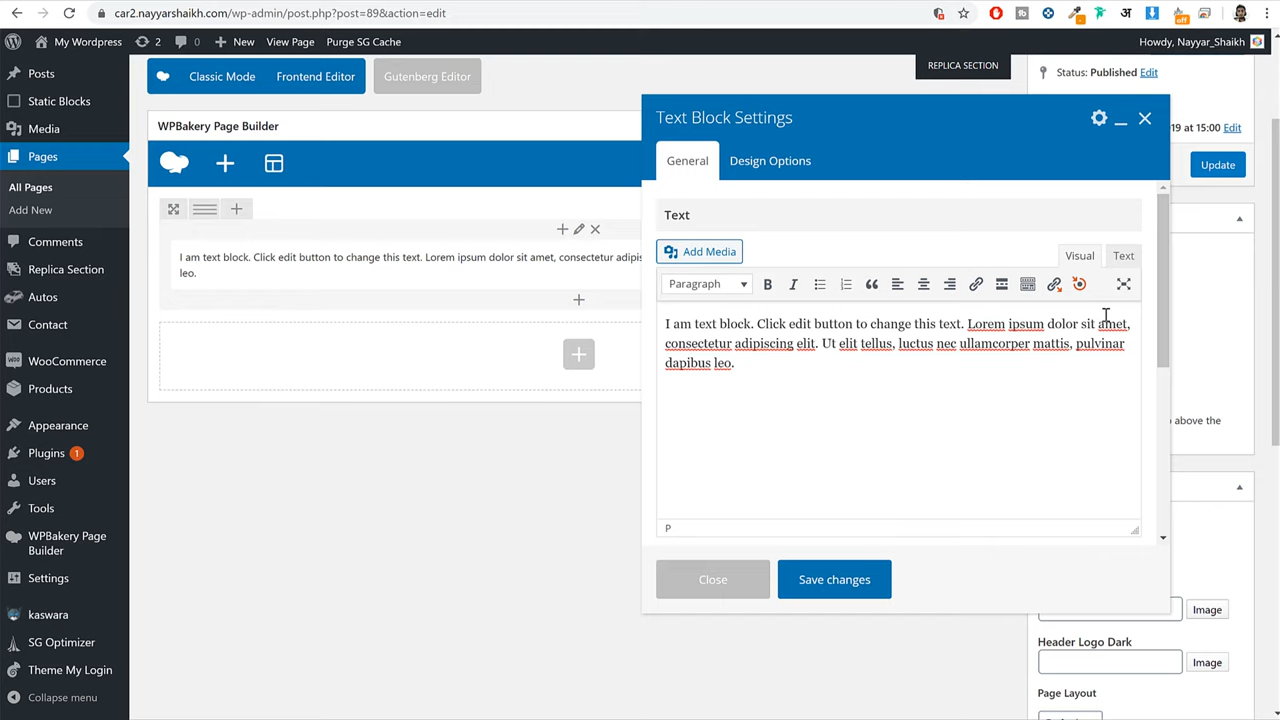 car2.nayyarshaikh.com/wp-admin/post.php?post=89&action=edit
अ
off
My Wordpress
2
0
New
View Page
Purge SG Cache
Howdy, Nayyar_Shaikh
Posts
Static Blocks
Media
Pages
All Pages
Add New
Comments
Replica Section
Autos
Contact
WooCommerce
Products
Appearance
Plugins 1
Users
Tools
WPBakery Page
Builder
Settings
kaswara
SG Optimizer
Theme My Login
Collapse menu
Classic Mode
Frontend Editor
Gutenberg Editor
REPLICA SECTION
WPBakery Page Builder
I am text block. Click edit button to change this text. Lorem ipsum dolor sit amet, consectetur adipis
leo.
Text Block Settings
General
Design Options
Text
Add Media
Visual
Text
Paragraph
B
I
I am text block. Click edit button to change this text. Lorem ipsum dolor sit amet,
consectetur adipiscing elit. Ut elit tellus, luctus nec ullamcorper mattis, pulvinar
dapibus leo.
P
Close
Save changes
Status: Published Edit
19 at 15:00 Edit
Update
o above the
Image
Header Logo Dark
Image
Page Layout